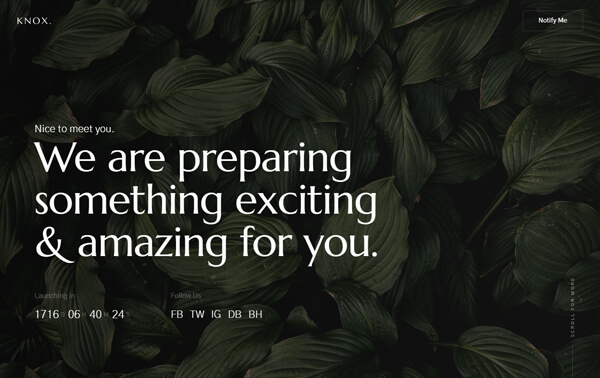 KNOX.
Notify Me
Nice to meet you.
We are preparing
something exciting
& amazing for you.
Launching In
Follow Us
1716 D 06 H 40 M 24 S
FB TW IG DB BH
SCROLL FOR MORE